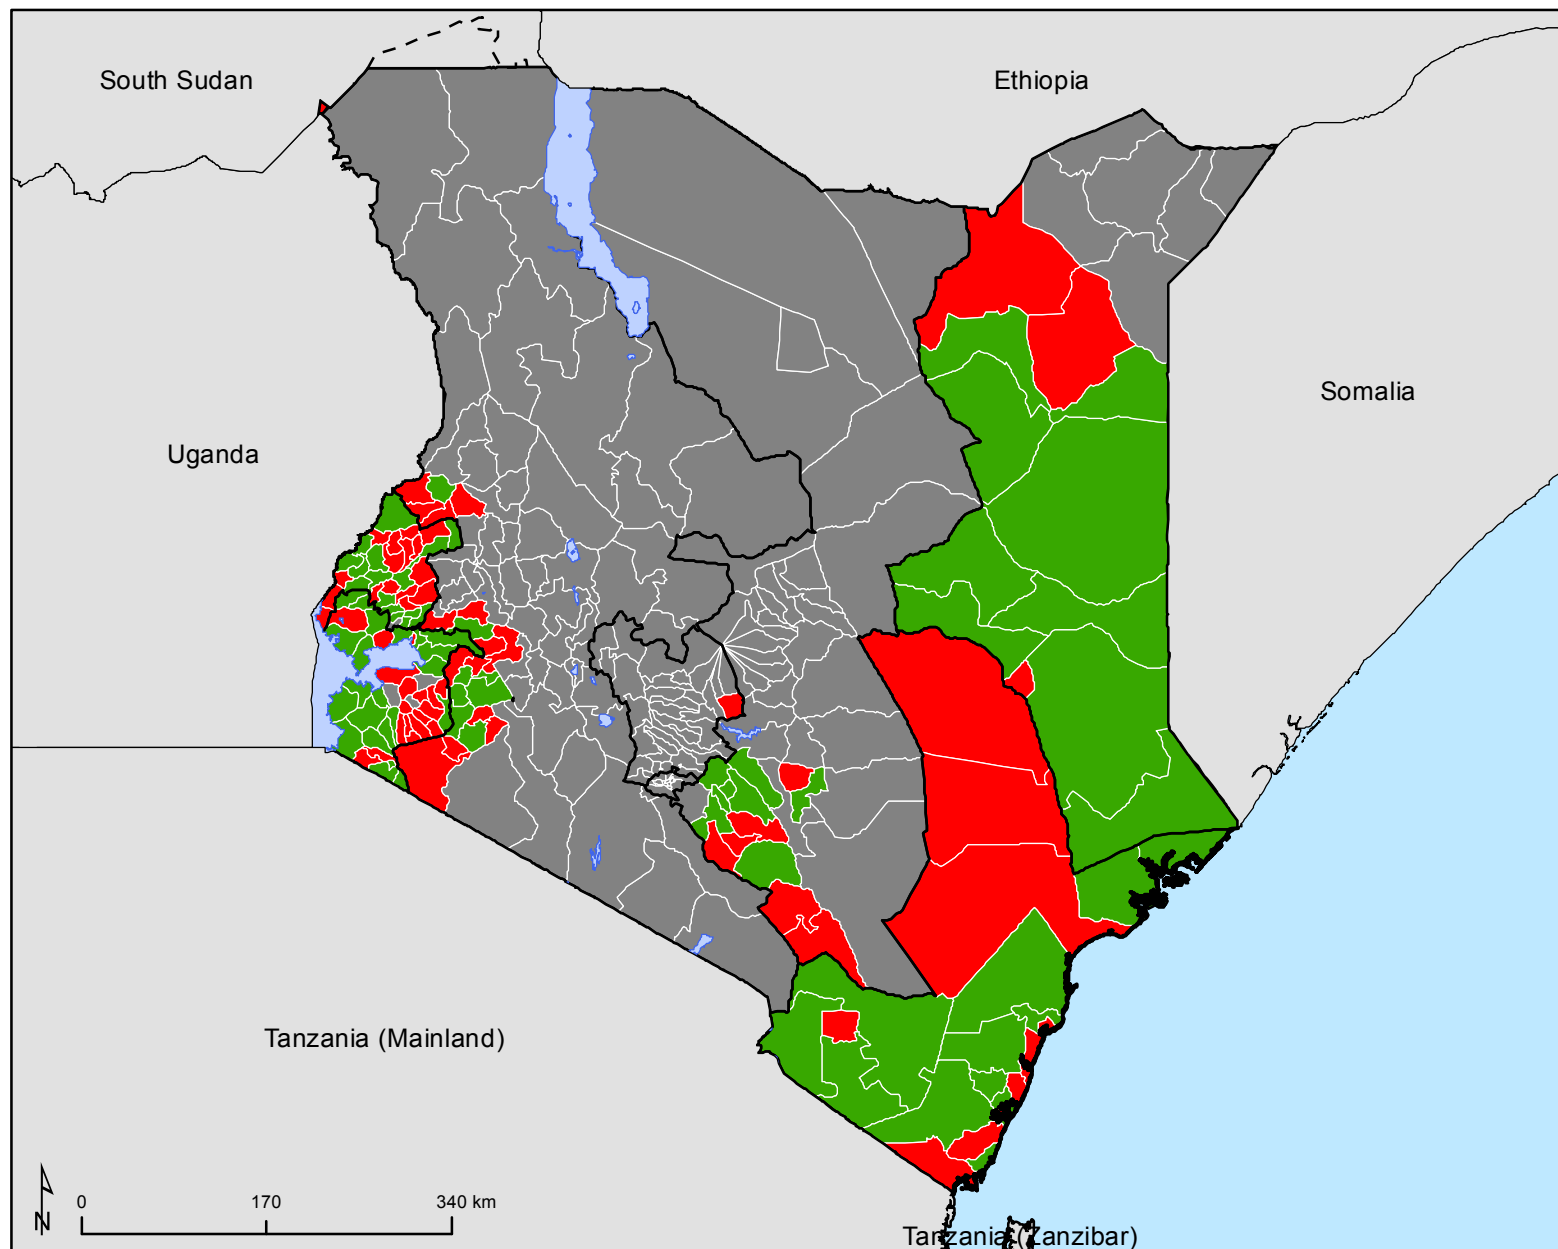 South Sudan
Ethiopia
Somalia
Uganda
Tanzania (Mainland)
N
0 170 340 km
Tanzania (Zanzibar)